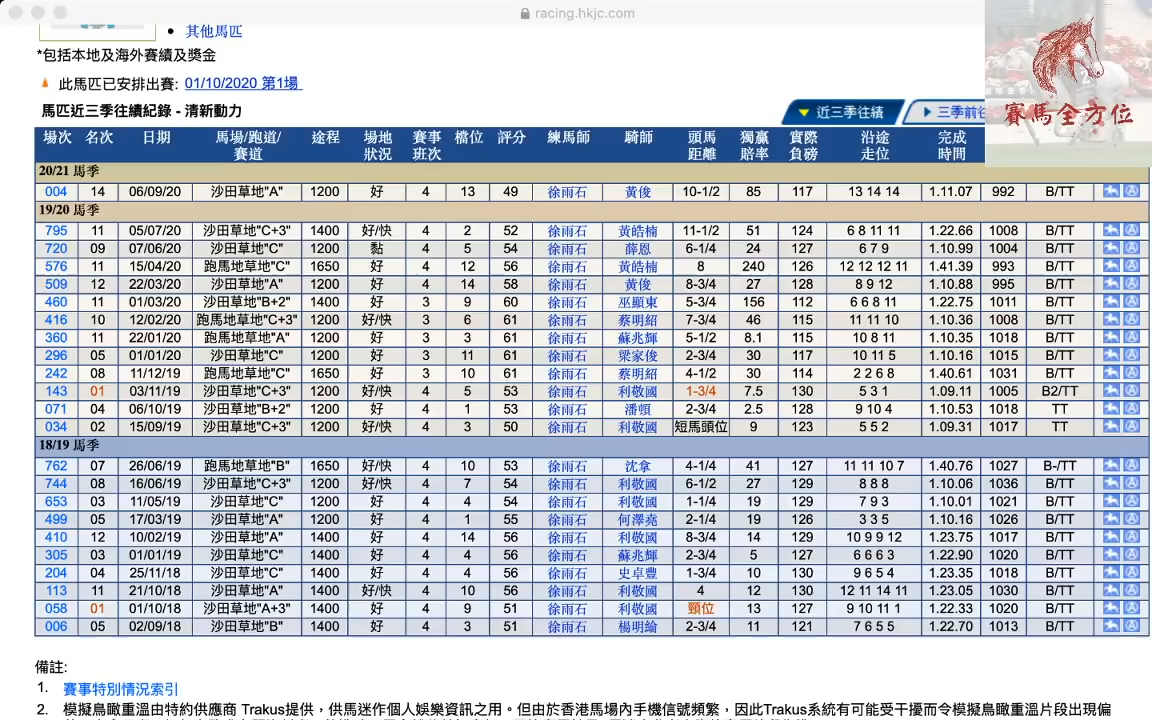 racing.hkjc.com
• 其他馬匹
*包括本地及海外賽績及獎金
此馬匹已安排出賽: 01/10/2020 第1場
馬匹近三季往績紀錄 - 清新動力
近三季往績 三季前往
賽馬全方位
場次 名次 日期 馬場/跑道/賽道 途程 場地狀況 賽事班次 檔位 評分 練馬師 騎師 頭馬距離 獨贏賠率 實際負磅 沿途走位 完成時間
20/21 馬季
004 14 06/09/20 沙田草地"A" 1200 好 4 13 49 徐雨石 黃俊 10-1/2 85 117 13 14 14 1.11.07 992 B/TT
19/20 馬季
795 11 05/07/20 沙田草地"C+3" 1400 好/快 4 2 52 徐雨石 黃皓楠 11-1/2 51 124 6 8 11 11 1.22.66 1008 B/TT
720 09 07/06/20 沙田草地"C" 1200 黏 4 5 54 徐雨石 薛恩 6-1/4 24 127 6 7 9 1.10.99 1004 B/TT
576 11 15/04/20 跑馬地草地"C" 1650 好 4 12 56 徐雨石 黃皓楠 8 240 126 12 12 12 11 1.41.39 993 B/TT
509 12 22/03/20 沙田草地"A" 1200 好 4 14 58 徐雨石 黃俊 8-3/4 27 128 8 9 12 1.10.88 995 B/TT
460 11 01/03/20 沙田草地"B+2" 1400 好 3 9 60 徐雨石 巫顯東 5-3/4 156 112 6 6 8 11 1.22.75 1011 B/TT
416 10 12/02/20 跑馬地草地"C+3" 1200 好/快 3 6 61 徐雨石 蔡明紹 7-3/4 46 115 11 11 10 1.10.36 1008 B/TT
360 11 22/01/20 跑馬地草地"A" 1200 好 3 3 61 徐雨石 蘇兆輝 5-1/2 8.1 115 10 8 11 1.10.35 1018 B/TT
296 05 01/01/20 沙田草地"C" 1200 好 3 11 61 徐雨石 梁家俊 2-3/4 30 117 10 11 5 1.10.16 1015 B/TT
242 08 11/12/19 跑馬地草地"C" 1650 好 3 10 61 徐雨石 蔡明紹 4-1/2 30 114 2 2 6 8 1.40.61 1031 B/TT
143 01 03/11/19 沙田草地"C+3" 1200 好/快 4 5 53 徐雨石 利敬國 1-3/4 7.5 130 5 3 1 1.09.11 1005 B2/TT
071 04 06/10/19 沙田草地"B+2" 1200 好 4 1 53 徐雨石 潘頓 2-3/4 2.5 128 9 10 4 1.10.53 1018 TT
034 02 15/09/19 沙田草地"C+3" 1200 好/快 4 3 50 徐雨石 利敬國 短馬頭位 9 123 5 5 2 1.09.31 1017 TT
18/19 馬季
762 07 26/06/19 跑馬地草地"B" 1650 好/快 4 10 53 徐雨石 沈拿 4-1/4 41 127 11 11 10 7 1.40.76 1027 B-/TT
744 08 16/06/19 沙田草地"C+3" 1200 好/快 4 7 54 徐雨石 利敬國 6-1/2 27 129 8 8 8 1.10.06 1036 B/TT
653 03 11/05/19 沙田草地"C" 1200 好 4 4 54 徐雨石 利敬國 1-1/4 19 129 7 9 3 1.10.01 1021 B/TT
499 05 17/03/19 沙田草地"A" 1200 好 4 1 55 徐雨石 何澤堯 2-1/4 19 126 3 3 5 1.10.16 1026 B/TT
410 12 10/02/19 沙田草地"A" 1400 好 4 14 56 徐雨石 利敬國 8-3/4 14 129 10 9 9 12 1.23.75 1017 B/TT
305 03 01/01/19 沙田草地"C" 1400 好 4 4 56 徐雨石 蘇兆輝 2-3/4 5 127 6 6 6 3 1.22.90 1020 B/TT
204 04 25/11/18 沙田草地"C" 1400 好 4 4 56 徐雨石 史卓豐 1-3/4 10 130 9 6 5 4 1.23.35 1018 B/TT
113 11 21/10/18 沙田草地"A" 1400 好/快 4 10 56 徐雨石 利敬國 4 12 130 12 11 14 11 1.23.05 1030 B/TT
058 01 01/10/18 沙田草地"A+3" 1400 好 4 9 51 徐雨石 利敬國 頸位 13 127 9 10 11 1 1.22.33 1020 B/TT
006 05 02/09/18 沙田草地"B" 1400 好 4 3 51 徐雨石 楊明綸 2-3/4 11 121 7 6 5 5 1.22.70 1013 B/TT
備註:
1. 賽事特別情況索引
2. 模擬鳥瞰重溫由特約供應商 Trakus提供，供馬迷作個人娛樂資訊之用。但由於香港馬場內手機信號頻繁，因此Trakus系統有可能受干擾而令模擬鳥瞰重溫片段出現偏